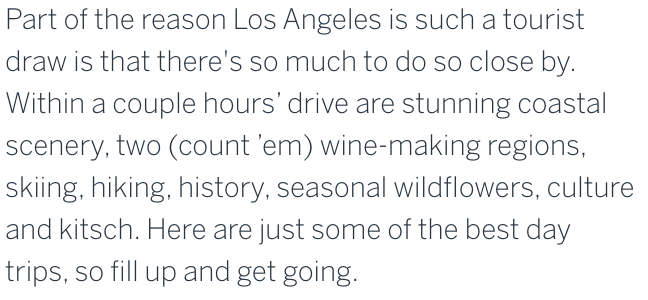 Part of the reason Los Angeles is such a tourist
draw is that there's so much to do so close by.
Within a couple hours’ drive are stunning coastal
scenery, two (count ’em) wine-making regions,
skiing, hiking, history, seasonal wildflowers, culture
and kitsch. Here are just some of the best day
trips, so fill up and get going.